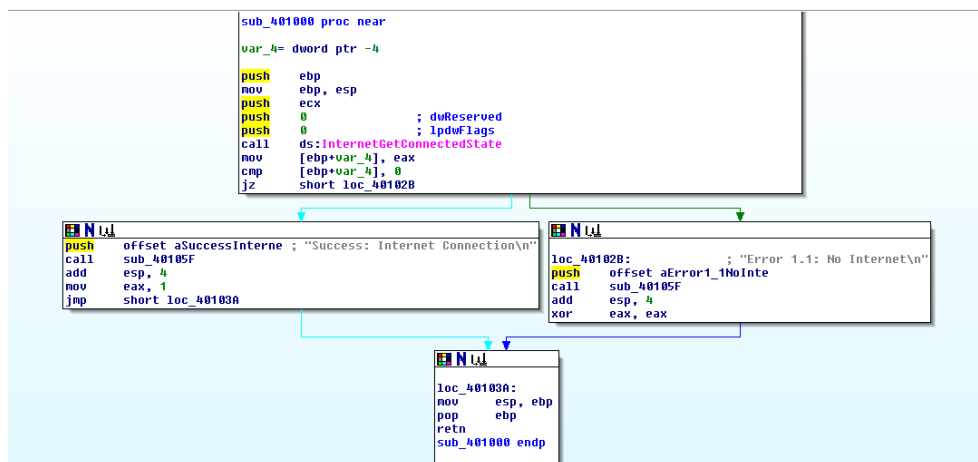 sub_401000 proc near
var_4= dword ptr -4
push    ebp
mov     ebp, esp
push    ecx
push    0               ; dwReserved
push    0               ; lpdwFlags
call    ds:InternetGetConnectedState
mov     [ebp+var_4], eax
cmp     [ebp+var_4], 0
jz      short loc_40102B
push    offset aSuccessInterne ; "Success: Internet Connection\n"
call    sub_40105F
add     esp, 4
mov     eax, 1
jmp     short loc_40103A
loc_40102B:             ; "Error 1.1: No Internet\n"
push    offset aError1_1NoInte
call    sub_40105F
add     esp, 4
xor     eax, eax
loc_40103A:
mov     esp, ebp
pop     ebp
retn
sub_401000 endp